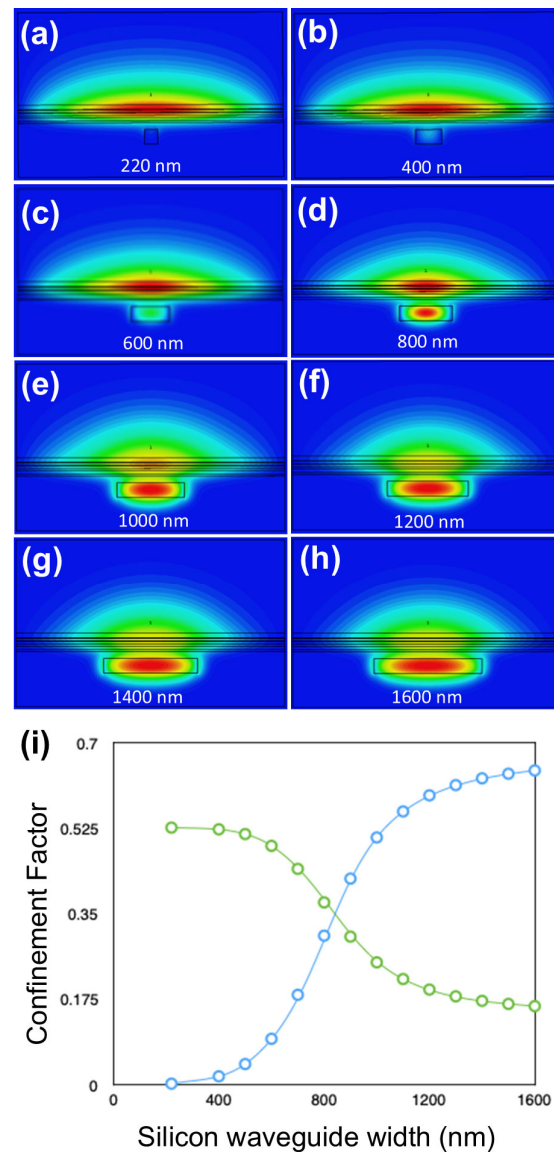 (a)
220 nm
(b)
400 nm
(c)
600 nm
(d)
800 nm
(e)
1000 nm
(f)
1200 nm
(g)
1400 nm
(h)
1600 nm
(i)
0.7
0.525
0.35
0.175
0
Confinement Factor
0
400
800
1200
1600
Silicon waveguide width (nm)